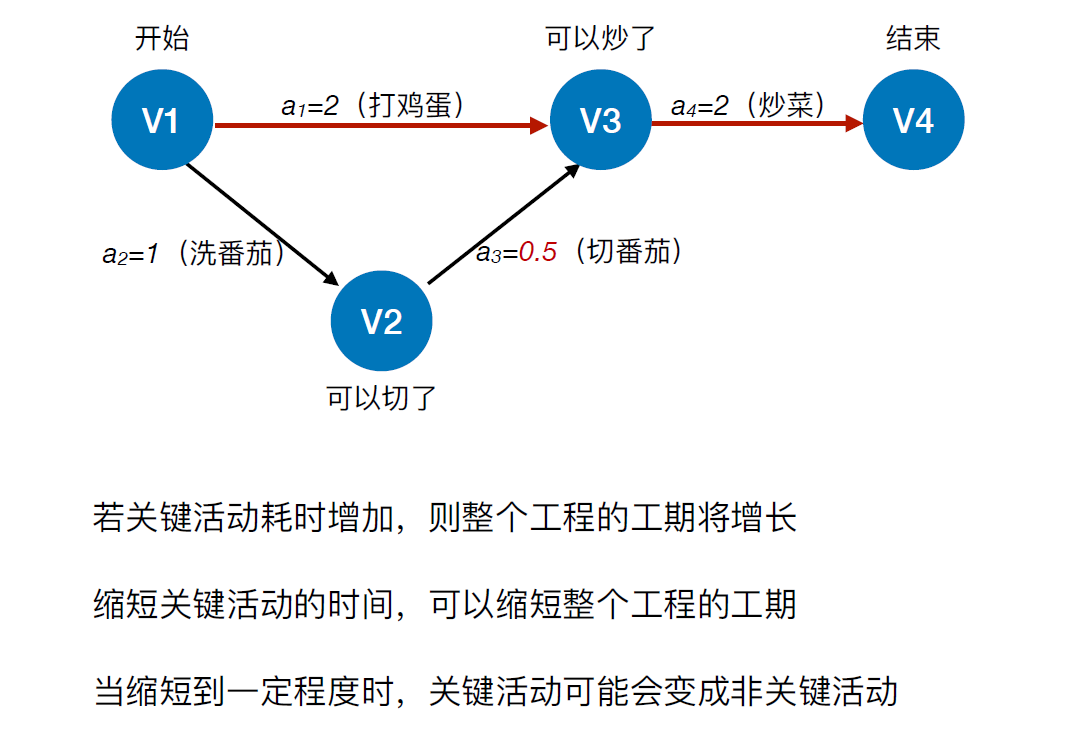 开始
可以炒了
结束
V1
a1=2（打鸡蛋）
V3
a4=2（炒菜）
V4
a2=1（洗番茄）
a3=0.5（切番茄）
V2
可以切了
若关键活动耗时增加，则整个工程的工期将增长
缩短关键活动的时间，可以缩短整个工程的工期
当缩短到一定程度时，关键活动可能会变成非关键活动